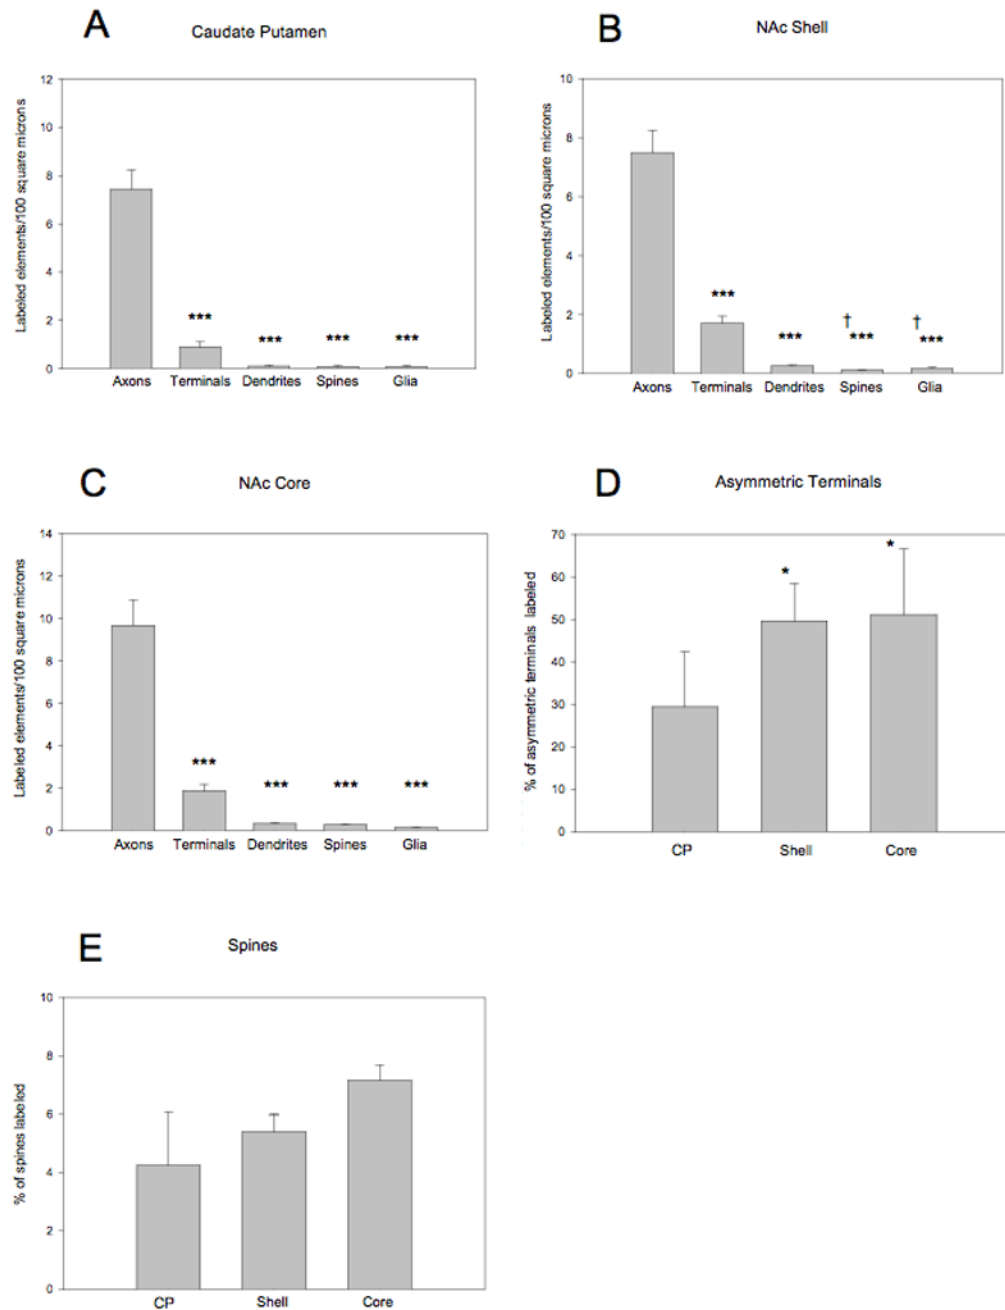 A
Caudate Putamen
Labeled elements/100 square microns
12
10
8
6
4
2
0
***
***
***
***
Axons Terminals Dendrites Spines Glia
B
NAc Shell
Labeled elements/100 square microns
10
8
6
4
2
0
***
***
†
***
†
***
Axons Terminals Dendrites Spines Glia
C
NAc Core
Labeled elements/100 square microns
14
12
10
8
6
4
2
0
***
***
***
***
Axons Terminals Dendrites Spines Glia
D
Asymmetric Terminals
% of asymmetric terminals labeled
70
60
50
40
30
20
10
0
*
*
CP Shell Core
E
Spines
% of spines labeled
10
8
6
4
2
0
CP Shell Core